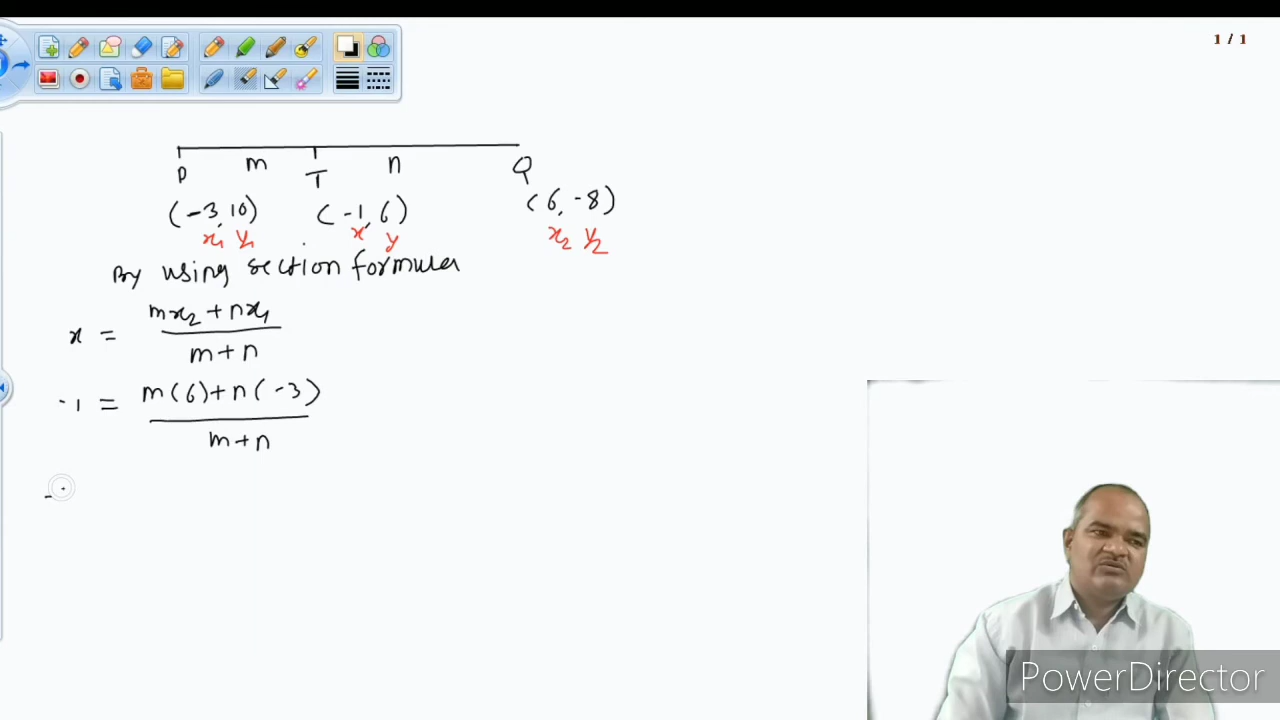 1 / 1
m n
P T Q
(-3, 10) (-1, 6) (6, -8)
x₁ y₁ x y x₂ y₂
By using section formula
x = (mx₂ + nx₁) / (m + n)
-1 = (m(6) + n(-3)) / (m + n)
-
PowerDirector